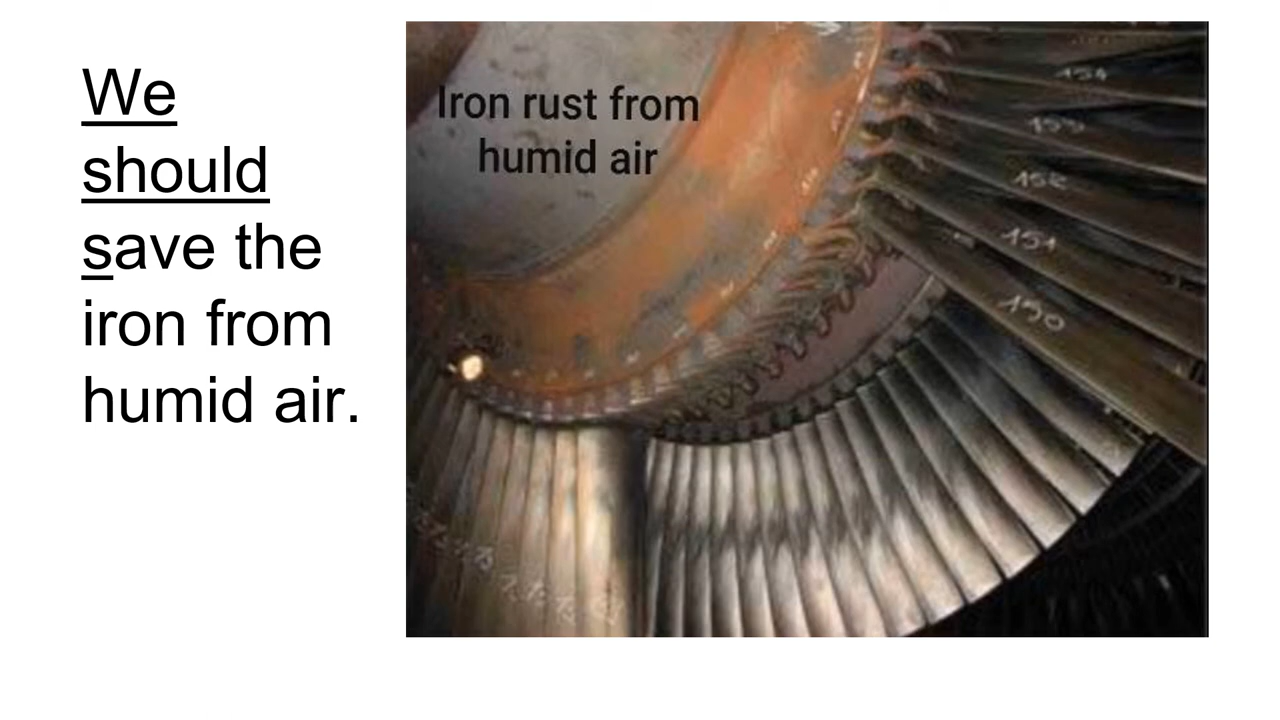 We
should
save the
iron from
humid air.
Iron rust from
humid air
154
153
152
151
150